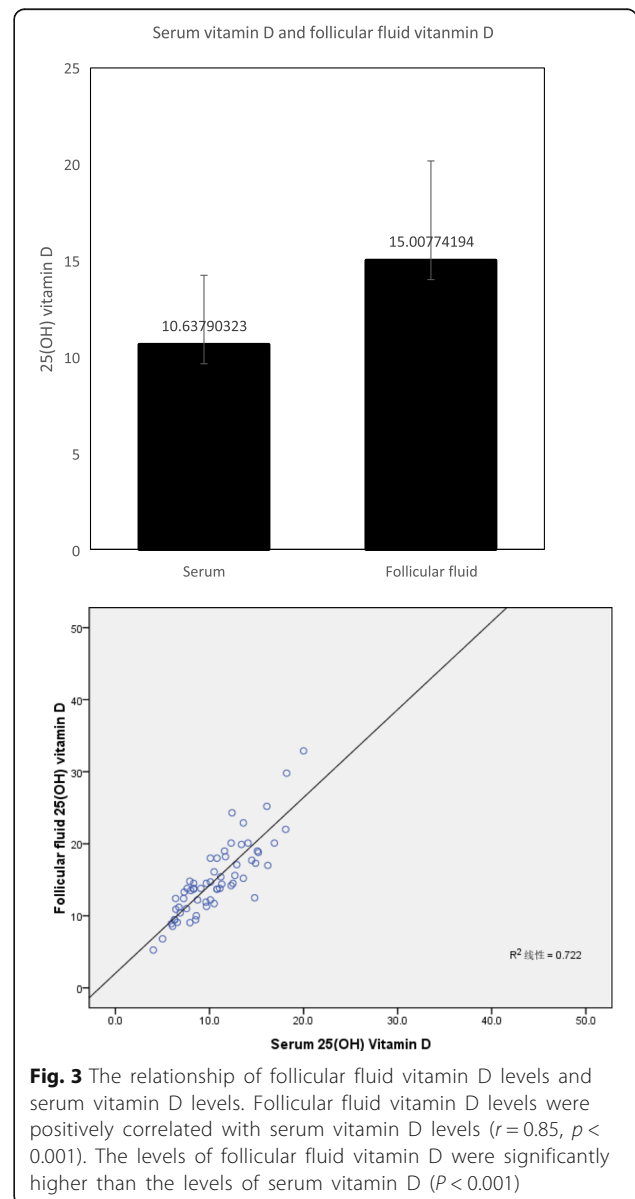 Serum vitamin D and follicular fluid vitanmin D
25
20
15
10
5
0
25(OH) vitamin D
10.63790323
15.00774194
Serum
Follicular fluid
50
40
30
20
10
0
Follicular fluid 25(OH) vitamin D
R² 线性 = 0.722
0.0
10.0
20.0
30.0
40.0
50.0
Serum 25(OH) Vitamin D
Fig. 3 The relationship of follicular fluid vitamin D levels and
serum vitamin D levels. Follicular fluid vitamin D levels were
positively correlated with serum vitamin D levels (r = 0.85, p <
0.001). The levels of follicular fluid vitamin D were significantly
higher than the levels of serum vitamin D (P < 0.001)